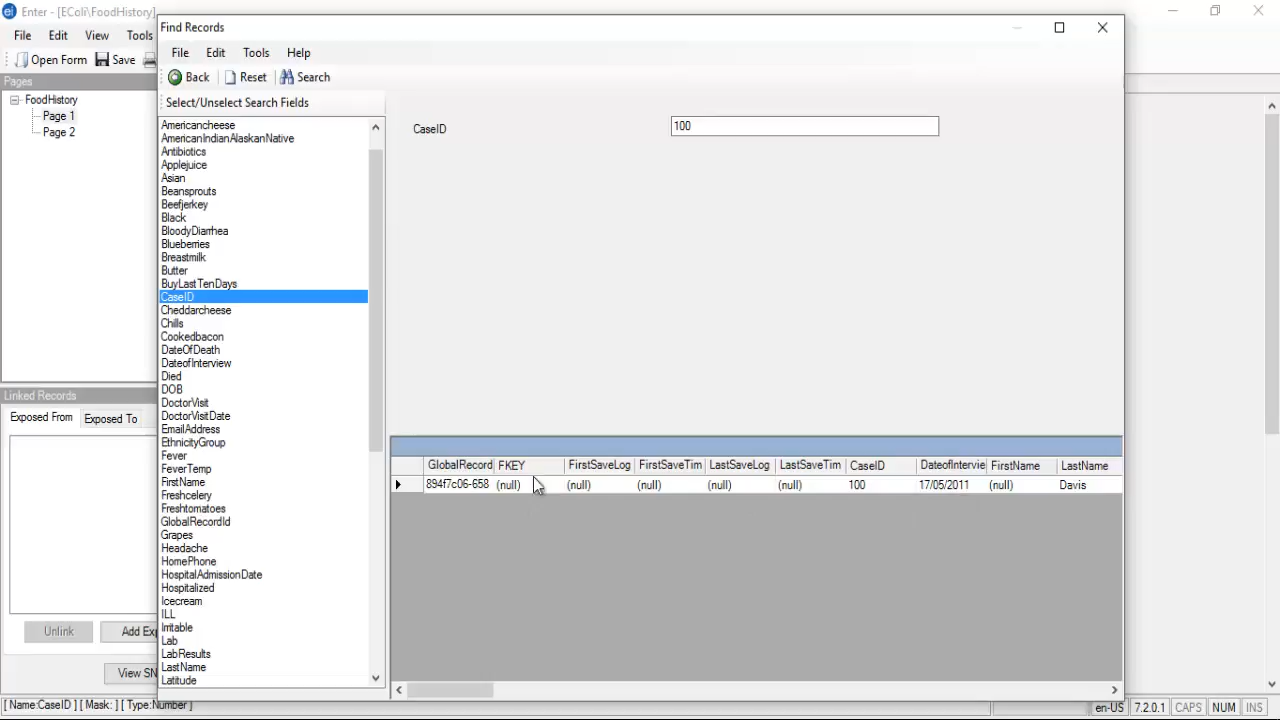 Enter - [EColi\FoodHistory]
File Edit View Tools
Open Form Save
Pages
FoodHistory
Page 1
Page 2
Linked Records
Exposed From Exposed To
Unlink Add Exp
View SN
Find Records
File Edit Tools Help
Back Reset Search
Select/Unselect Search Fields
Americancheese
AmericanIndianAlaskanNative
Antibiotics
Applejuice
Asian
Beansprouts
Beefjerkey
Black
BloodyDiarrhea
Blueberries
Breastmilk
Butter
BuyLastTenDays
CaseID
Cheddarcheese
Chills
Cookedbacon
DateOfDeath
DateofInterview
Died
DOB
DoctorVisit
DoctorVisitDate
EmailAddress
EthnicityGroup
Fever
FeverTemp
FirstName
Freshcelery
Freshtomatoes
GlobalRecordId
Grapes
Headache
HomePhone
HospitalAdmissionDate
Hospitalized
Icecream
ILL
Irritable
Lab
LabResults
LastName
Latitude
CaseID 100
GlobalRecord FKEY FirstSaveLog FirstSaveTim LastSaveLog LastSaveTim CaseID DateofIntervie FirstName LastName
894f7c06-658 (null) (null) (null) (null) (null) 100 17/05/2011 (null) Davis
[ Name:CaseID ] [ Mask: ] [ Type:Number ] en-US 7.2.0.1 CAPS NUM INS